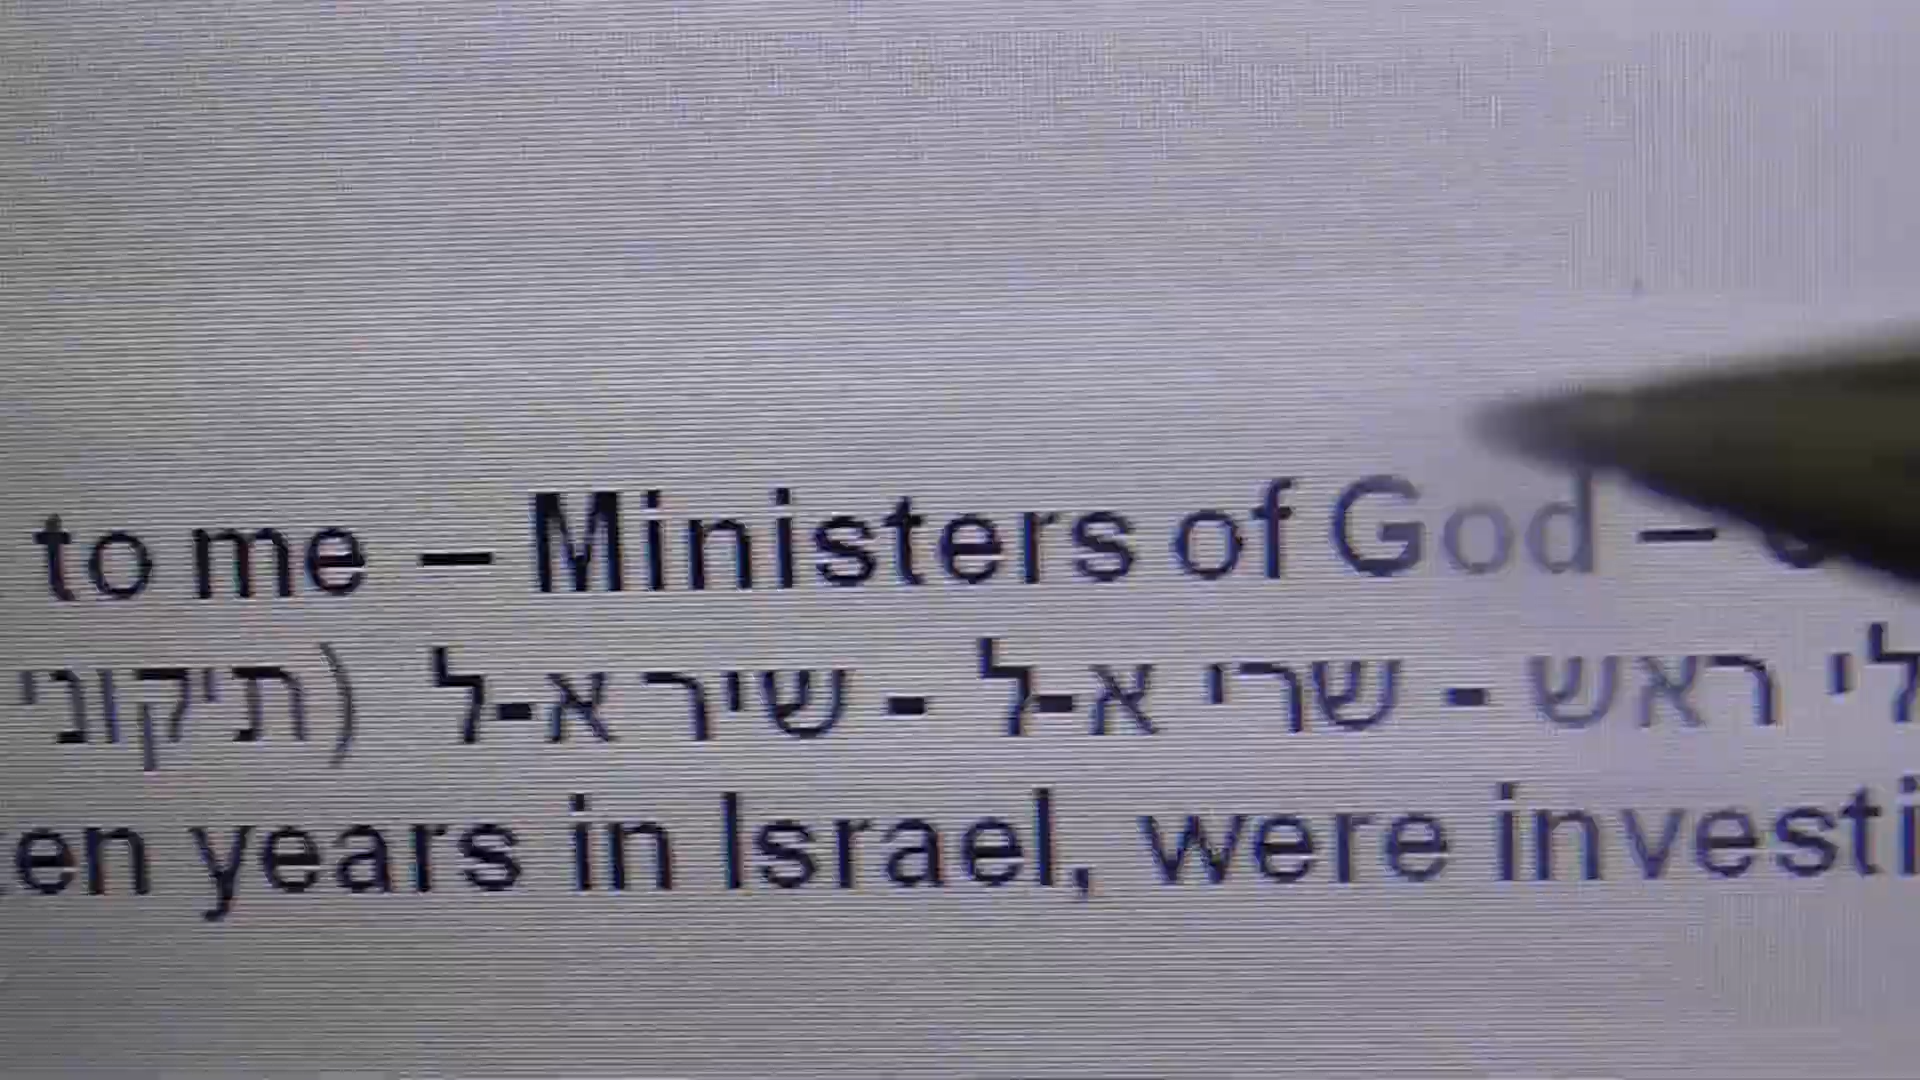 to me – Ministers of God –
לי ראש - שרי א-ל - שיר א-ל (תיקוני
en years in Israel, were investi